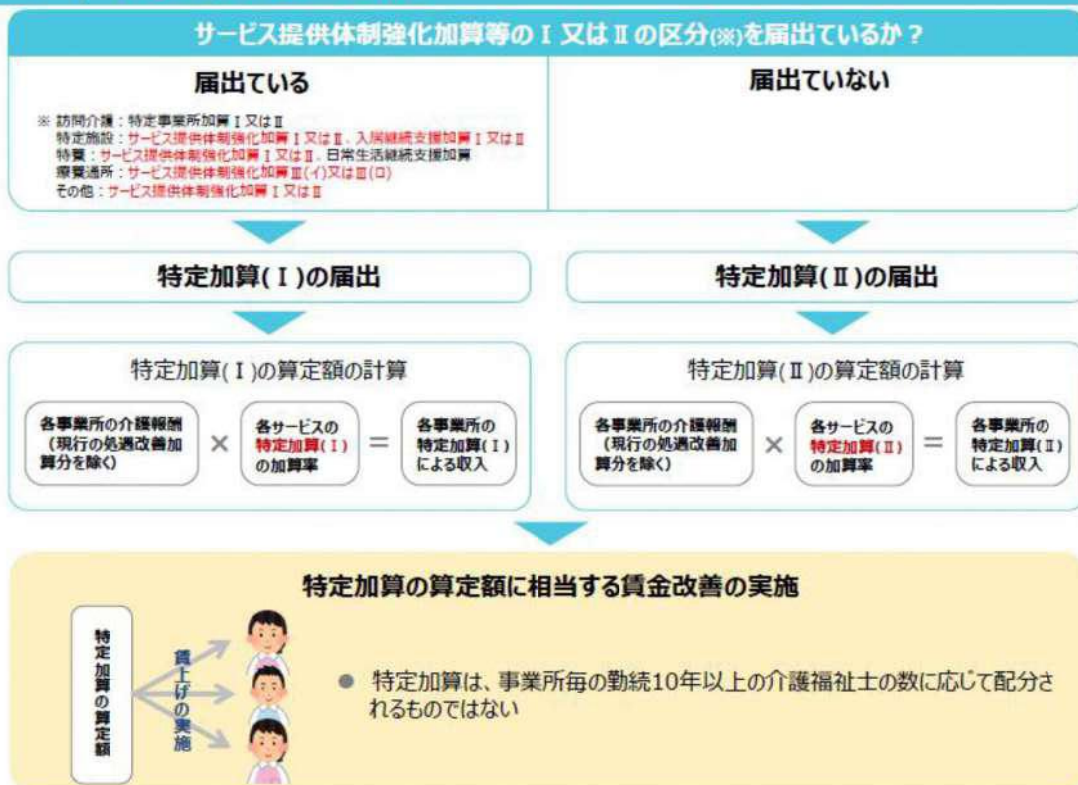 サービス提供体制強化加算等のⅠ又はⅡの区分(※)を届出ているか？
届出ている
※ 訪問介護：特定事業所加算Ⅰ又はⅡ
特定施設：サービス提供体制強化加算Ⅰ又はⅡ、入居継続支援加算Ⅰ又はⅡ
特養：サービス提供体制強化加算Ⅰ又はⅡ、日常生活継続支援加算
療養通所：サービス提供体制強化加算Ⅲ(イ)又はⅢ(ロ)
その他：サービス提供体制強化加算Ⅰ又はⅡ
届出ていない
特定加算(Ⅰ)の届出
特定加算(Ⅱ)の届出
特定加算(Ⅰ)の算定額の計算
各事業所の介護報酬
（現行の処遇改善加
算分を除く）
×
各サービスの
特定加算(Ⅰ)
の加算率
＝
各事業所の
特定加算(Ⅰ)
による収入
特定加算(Ⅱ)の算定額の計算
各事業所の介護報酬
（現行の処遇改善加
算分を除く）
×
各サービスの
特定加算(Ⅱ)
の加算率
＝
各事業所の
特定加算(Ⅱ)
による収入
特定加算の算定額に相当する賃金改善の実施
特定加算の算定額
賃上げの実施
● 特定加算は、事業所毎の勤続10年以上の介護福祉士の数に応じて配分さ
れるものではない